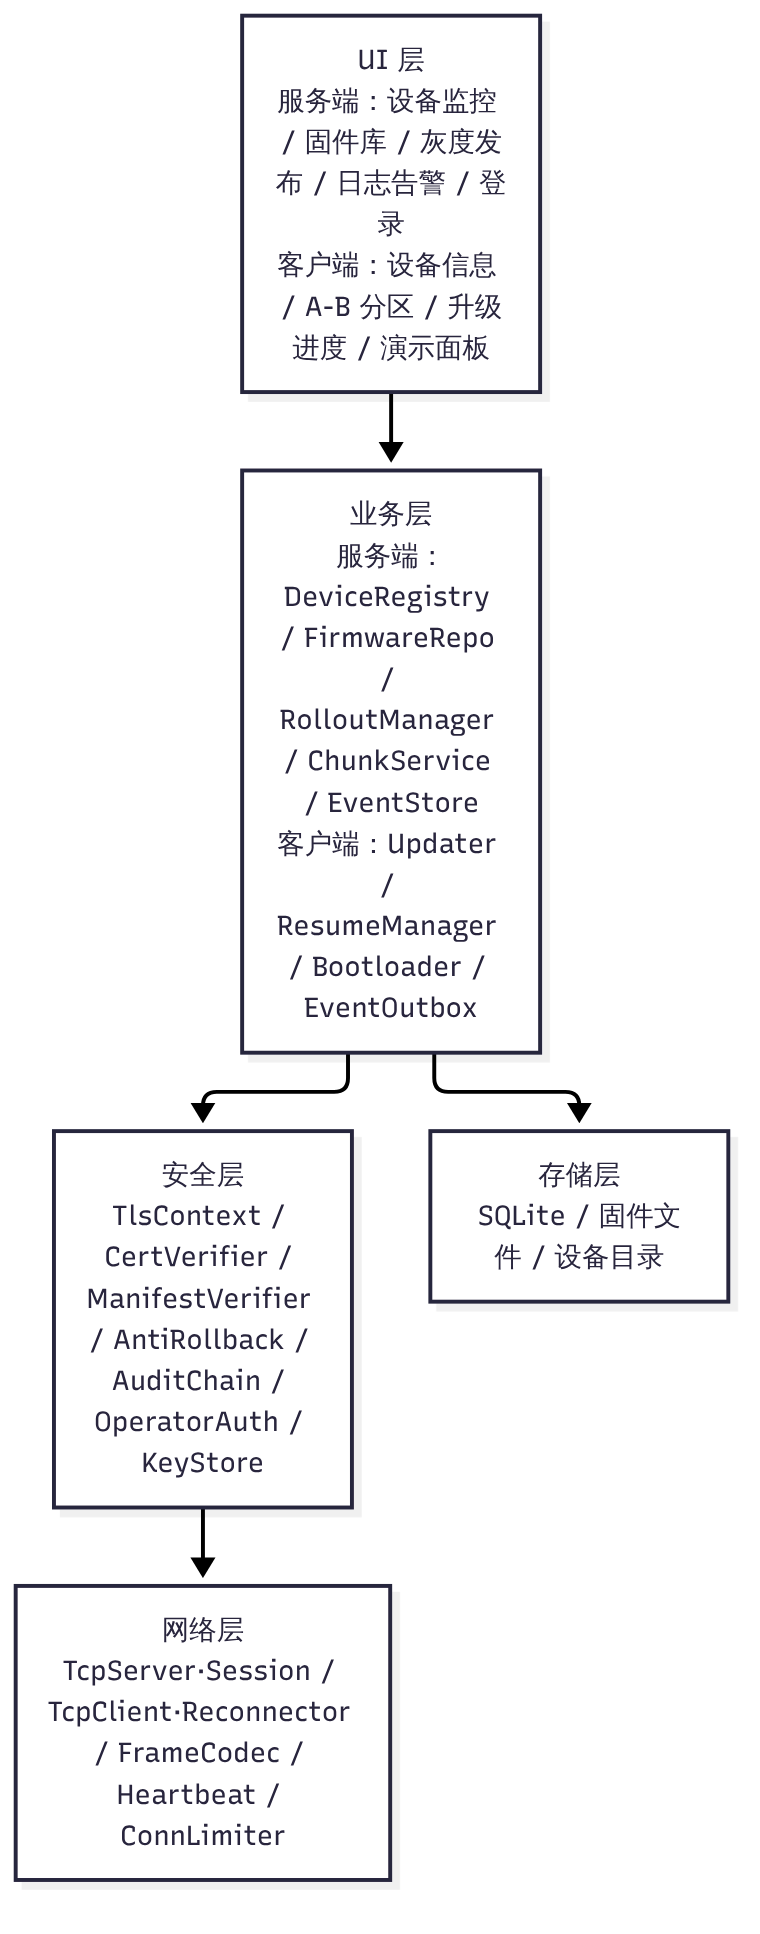 UI 层
服务端：设备监控
/ 固件库 / 灰度发
布 / 日志告警 / 登
录
客户端：设备信息
/ A-B 分区 / 升级
进度 / 演示面板
业务层
服务端：
DeviceRegistry
/ FirmwareRepo
/
RolloutManager
/ ChunkService
/ EventStore
客户端：Updater
/
ResumeManager
/ Bootloader /
EventOutbox
安全层
TlsContext /
CertVerifier /
ManifestVerifier
/ AntiRollback /
AuditChain /
OperatorAuth /
KeyStore
存储层
SQLite / 固件文
件 / 设备目录
网络层
TcpServer·Session /
TcpClient·Reconnector
/ FrameCodec /
Heartbeat /
ConnLimiter